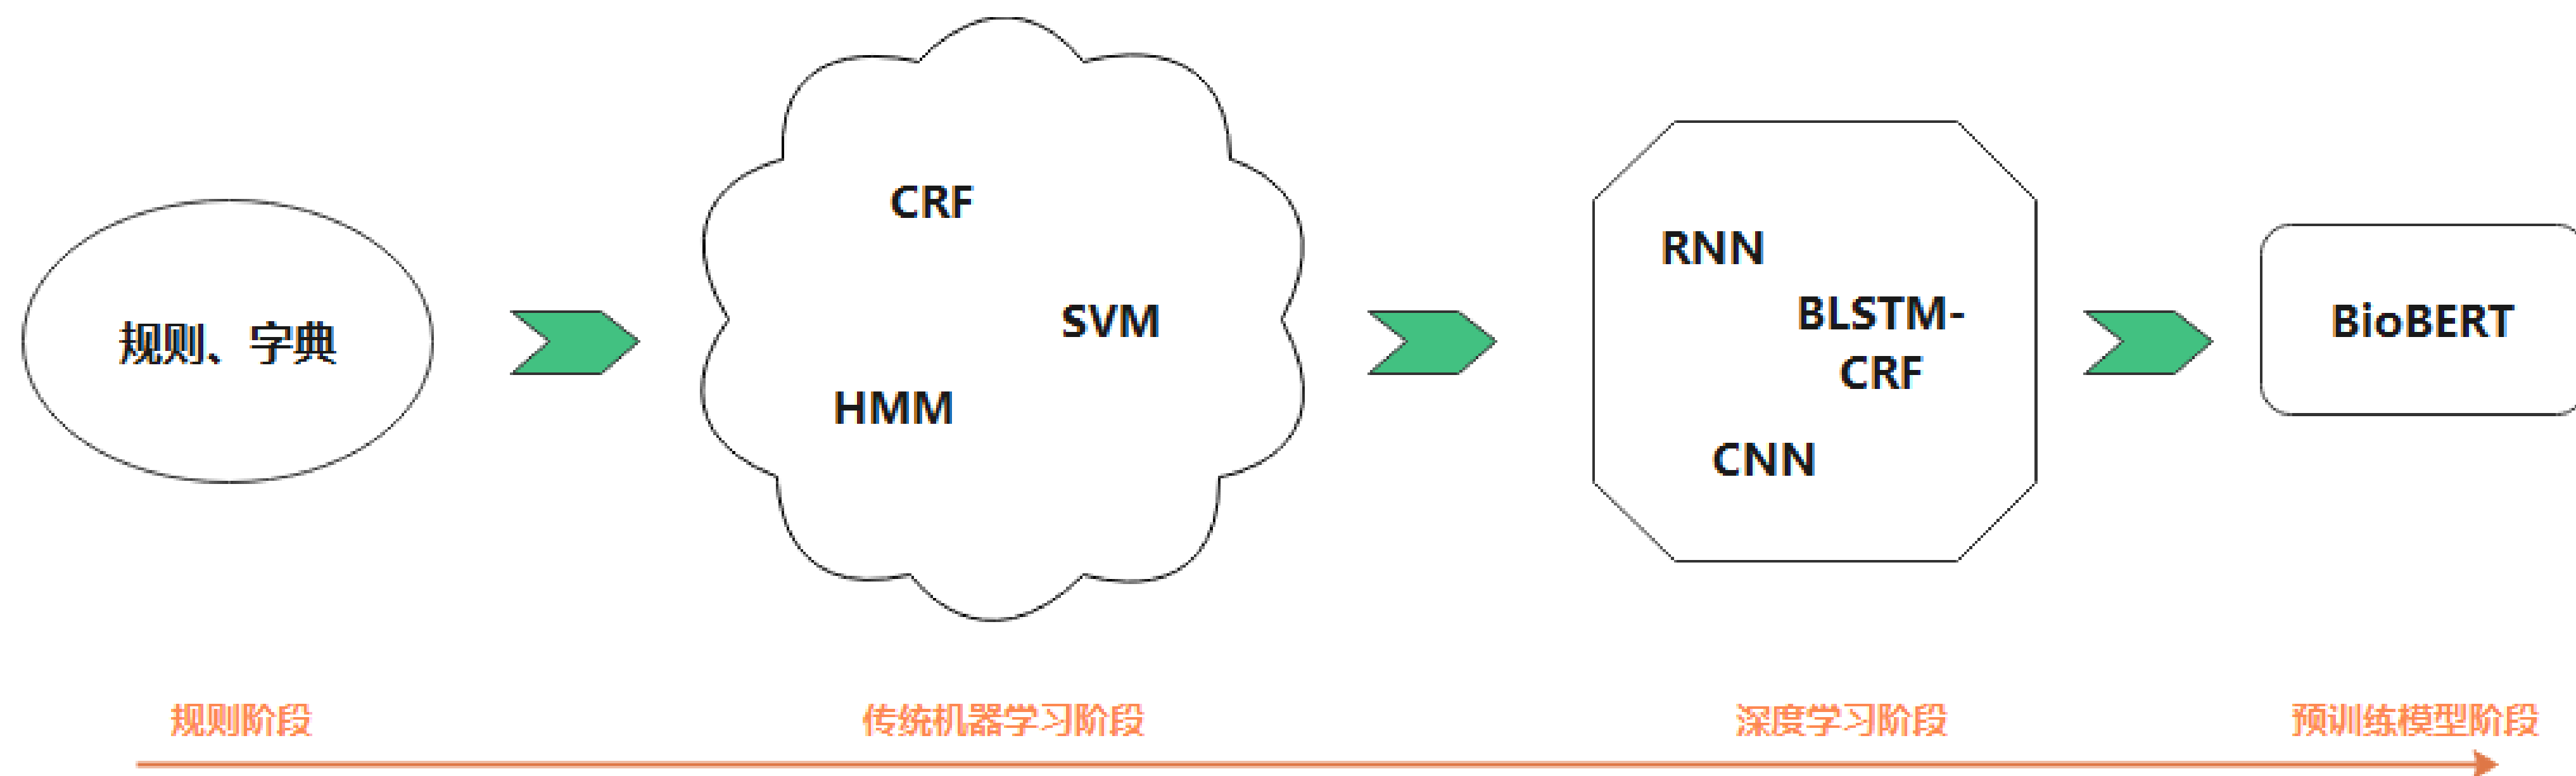 规则、字典
CRF
SVM
HMM
RNN
BLSTM-
CRF
CNN
BioBERT
规则阶段
传统机器学习阶段
深度学习阶段
预训练模型阶段